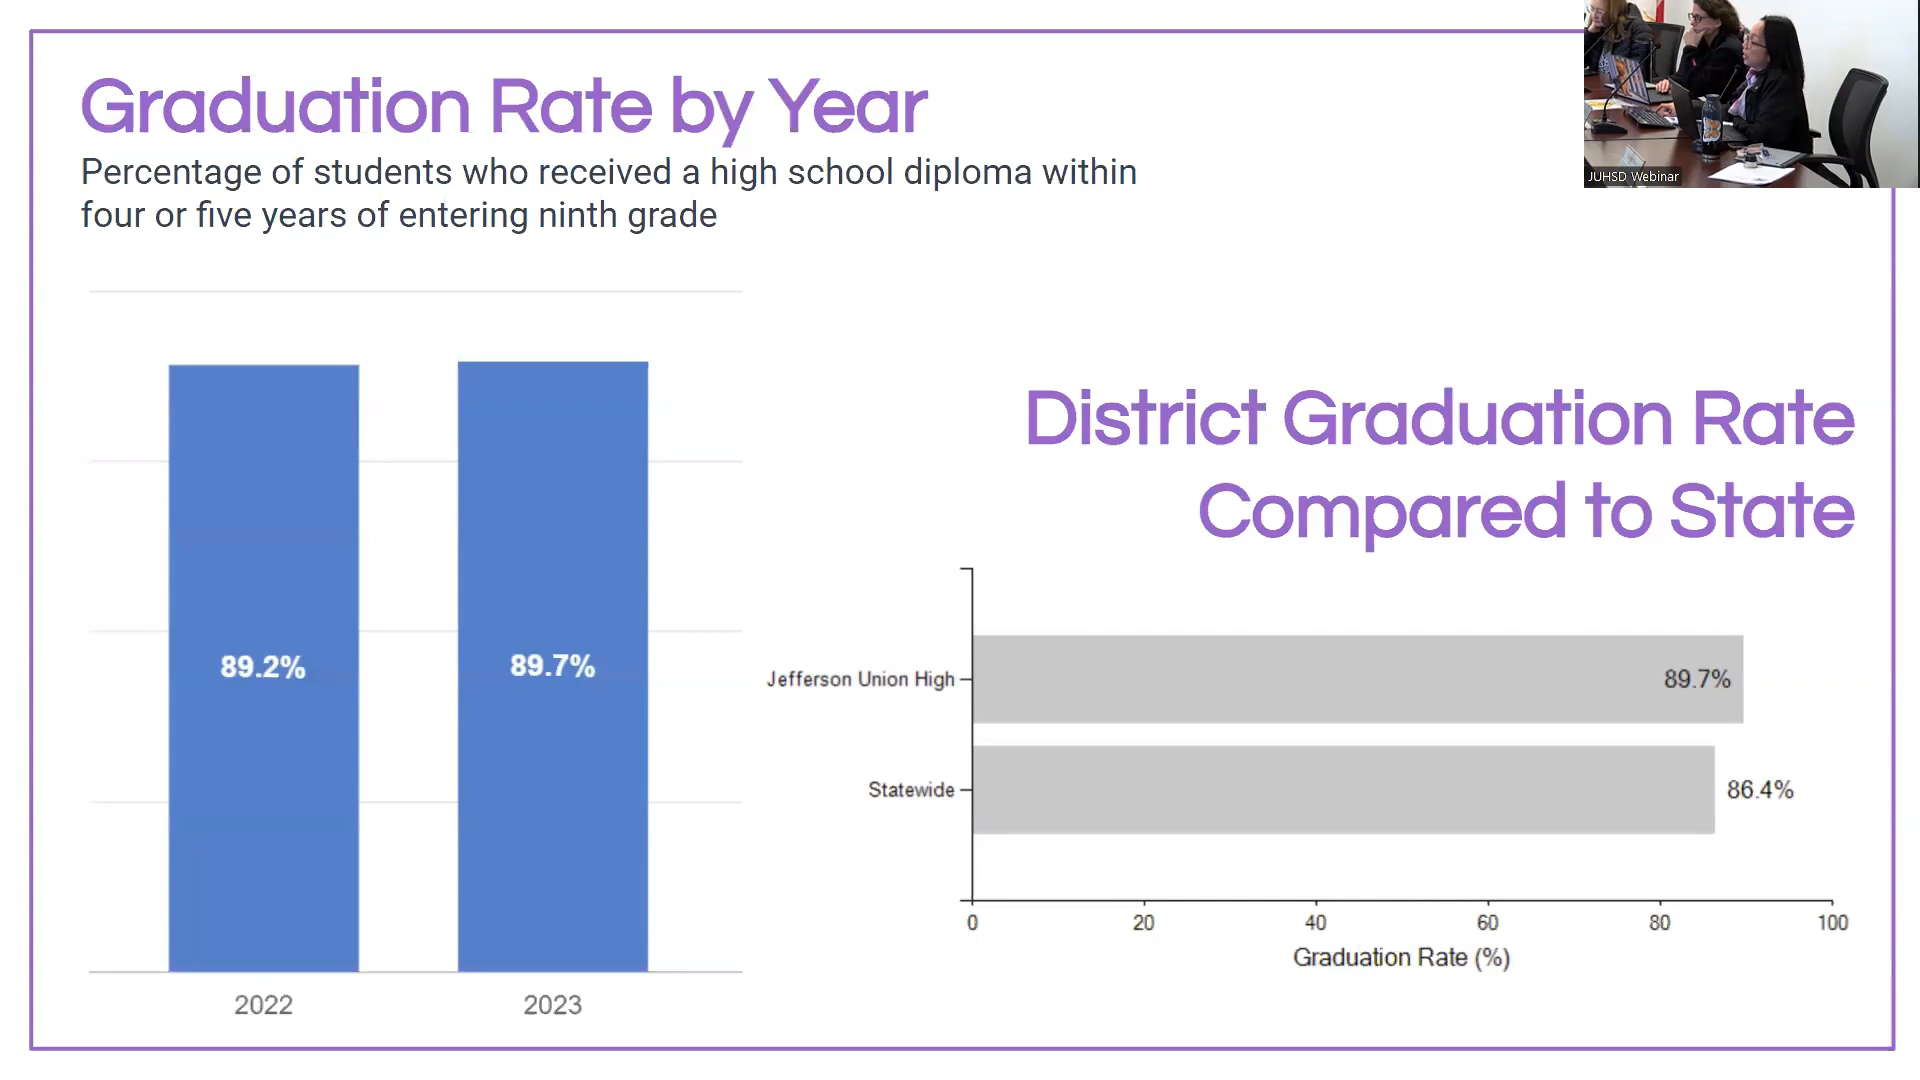 Graduation Rate by Year
Percentage of students who received a high school diploma within
four or five years of entering ninth grade
JUHSD Webinar
89.2%
89.7%
2022
2023
District Graduation Rate
Compared to State
Jefferson Union High
89.7%
Statewide
86.4%
0 20 40 60 80 100
Graduation Rate (%)